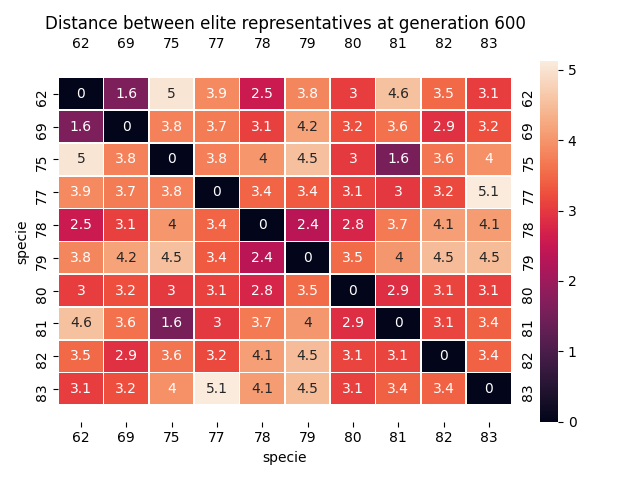 Distance between elite representatives at generation 600
62 69 75 77 78 79 80 81 82 83
62 0 1.6 5 3.9 2.5 3.8 3 4.6 3.5 3.1 62
69 1.6 0 3.8 3.7 3.1 4.2 3.2 3.6 2.9 3.2 69
75 5 3.8 0 3.8 4 4.5 3 1.6 3.6 4 75
77 3.9 3.7 3.8 0 3.4 3.4 3.1 3 3.2 5.1 77
78 2.5 3.1 4 3.4 0 2.4 2.8 3.7 4.1 4.1 78
79 3.8 4.2 4.5 3.4 2.4 0 3.5 4 4.5 4.5 79
80 3 3.2 3 3.1 2.8 3.5 0 2.9 3.1 3.1 80
81 4.6 3.6 1.6 3 3.7 4 2.9 0 3.1 3.4 81
82 3.5 2.9 3.6 3.2 4.1 4.5 3.1 3.1 0 3.4 82
83 3.1 3.2 4 5.1 4.1 4.5 3.1 3.4 3.4 0 83
62 69 75 77 78 79 80 81 82 83
specie
specie
5
4
3
2
1
0